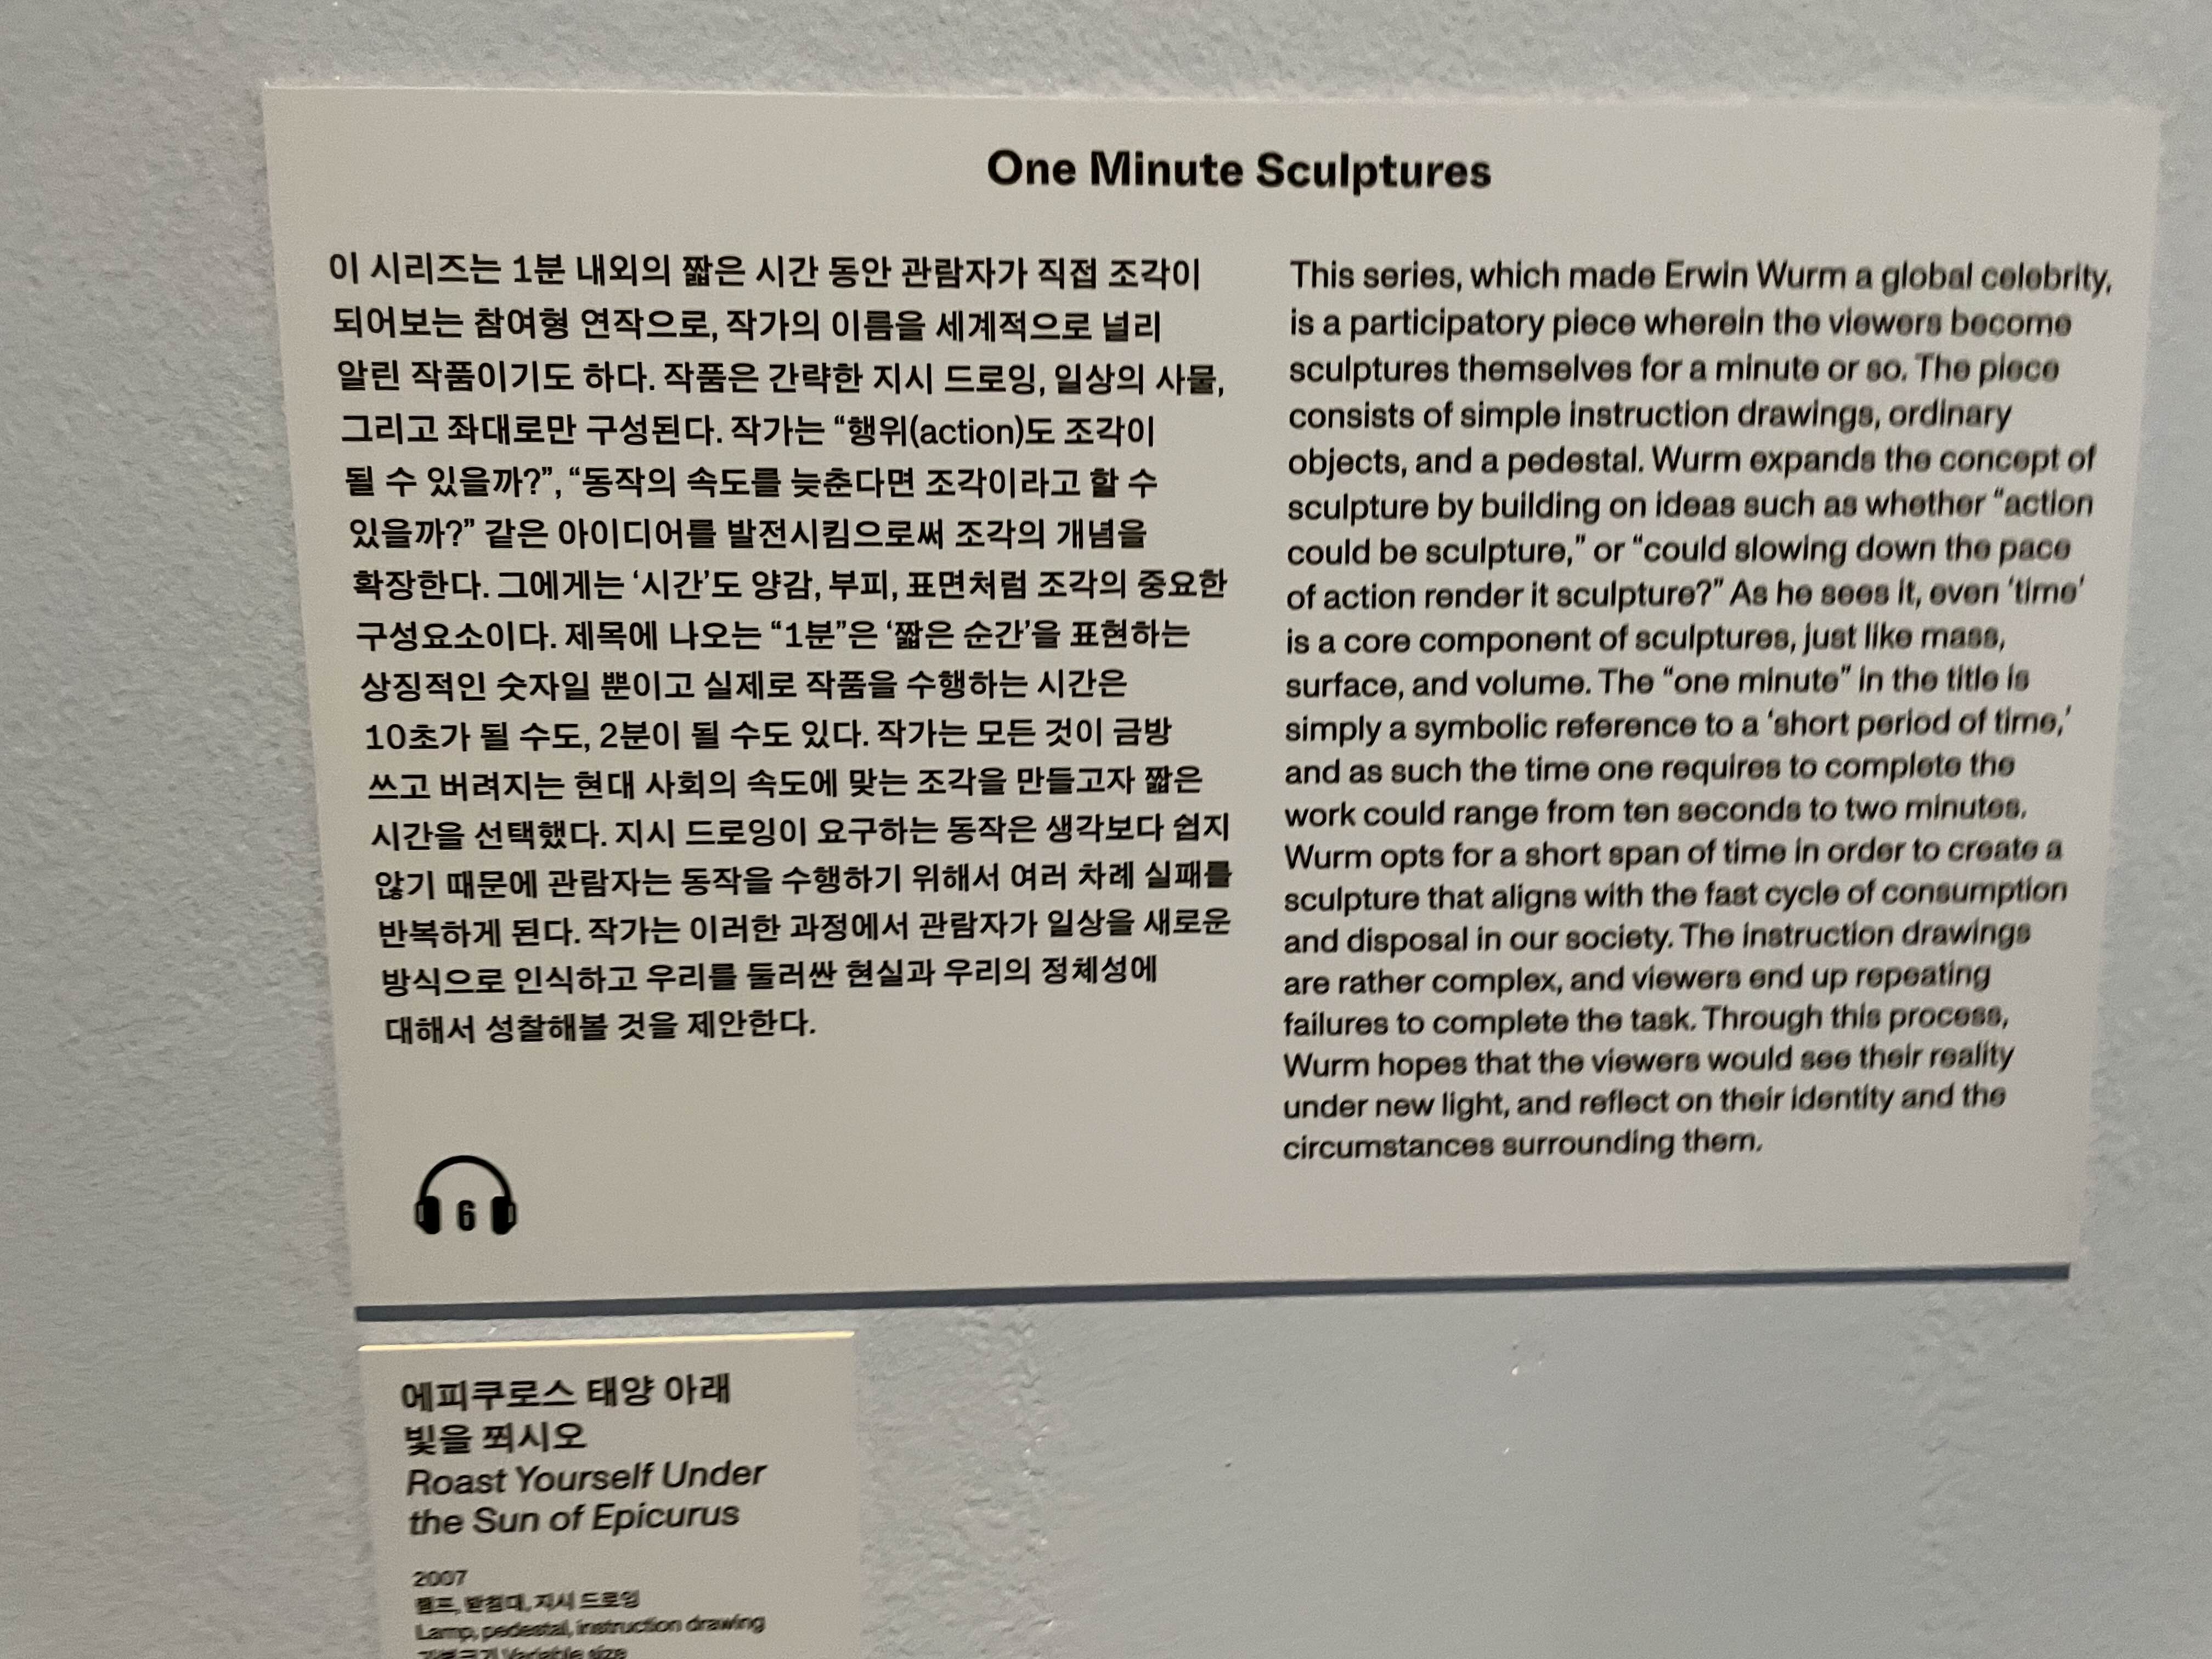 One Minute Sculptures
이 시리즈는 1분 내외의 짧은 시간 동안 관람자가 직접 조각이
되어보는 참여형 연작으로, 작가의 이름을 세계적으로 널리
알린 작품이기도 하다. 작품은 간략한 지시 드로잉, 일상의 사물,
그리고 좌대로만 구성된다. 작가는 “행위(action)도 조각이
될 수 있을까?”, “동작의 속도를 늦춘다면 조각이라고 할 수
있을까?” 같은 아이디어를 발전시킴으로써 조각의 개념을
확장한다. 그에게는 ‘시간’도 양감, 부피, 표면처럼 조각의 중요한
구성요소이다. 제목에 나오는 “1분”은 ‘짧은 순간’을 표현하는
상징적인 숫자일 뿐이고 실제로 작품을 수행하는 시간은
10초가 될 수도, 2분이 될 수도 있다. 작가는 모든 것이 금방
쓰고 버려지는 현대 사회의 속도에 맞는 조각을 만들고자 짧은
시간을 선택했다. 지시 드로잉이 요구하는 동작은 생각보다 쉽지
않기 때문에 관람자는 동작을 수행하기 위해서 여러 차례 실패를
반복하게 된다. 작가는 이러한 과정에서 관람자가 일상을 새로운
방식으로 인식하고 우리를 둘러싼 현실과 우리의 정체성에
대해서 성찰해볼 것을 제안한다.
6
This series, which made Erwin Wurm a global celebrity,
is a participatory piece wherein the viewers become
sculptures themselves for a minute or so. The piece
consists of simple instruction drawings, ordinary
objects, and a pedestal. Wurm expands the concept of
sculpture by building on ideas such as whether “action
could be sculpture,” or “could slowing down the pace
of action render it sculpture?” As he sees it, even ‘time’
is a core component of sculptures, just like mass,
surface, and volume. The “one minute” in the title is
simply a symbolic reference to a ‘short period of time,’
and as such the time one requires to complete the
work could range from ten seconds to two minutes.
Wurm opts for a short span of time in order to create a
sculpture that aligns with the fast cycle of consumption
and disposal in our society. The instruction drawings
are rather complex, and viewers end up repeating
failures to complete the task. Through this process,
Wurm hopes that the viewers would see their reality
under new light, and reflect on their identity and the
circumstances surrounding them.
에피쿠로스 태양 아래
빛을 쬐시오
Roast Yourself Under
the Sun of Epicurus
2007
램프, 받침대, 지시 드로잉
Lamp, pedestal, instruction drawing
가변크기 Variable size